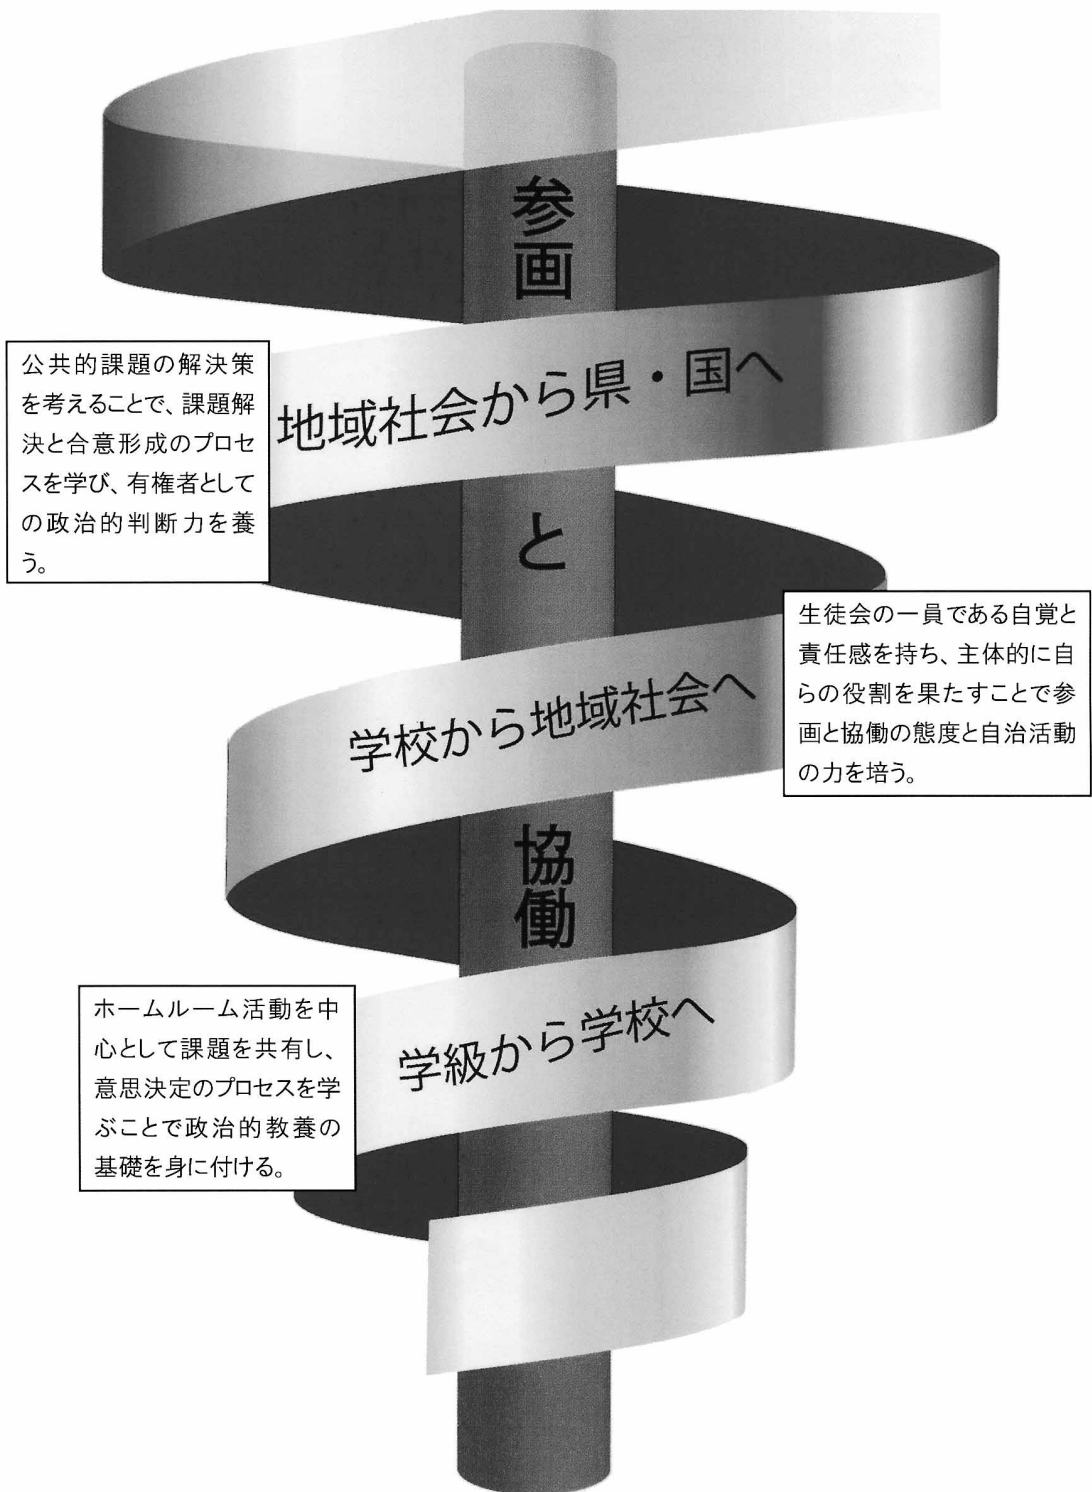 参画
と
協働
地域社会から県・国へ
公共的課題の解決策
を考えることで、課題解
決と合意形成のプロセ
スを学び、有権者として
の政治的判断力を養
う。
学校から地域社会へ
生徒会の一員である自覚と
責任感を持ち、主体的に自
らの役割を果たすことで参
画と協働の態度と自治活動
の力を培う。
学級から学校へ
ホームルーム活動を中
心として課題を共有し、
意思決定のプロセスを学
ぶことで政治的教養の
基礎を身に付ける。